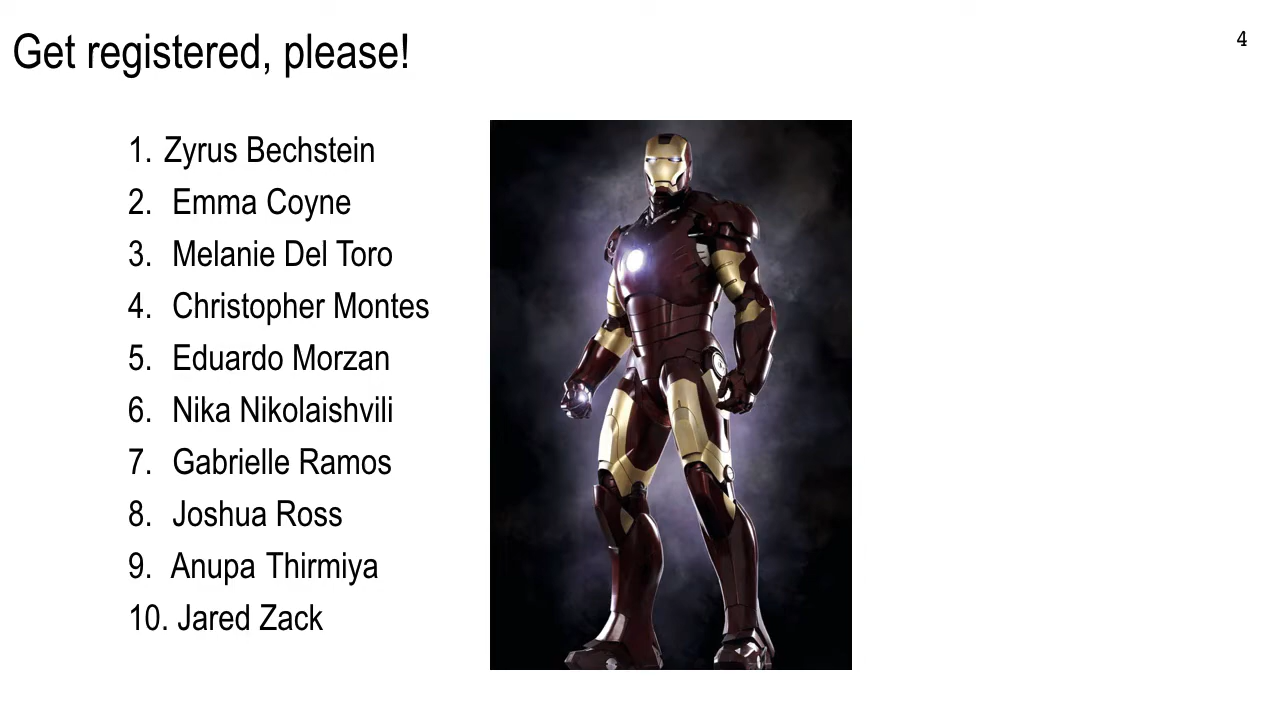 Get registered, please!
4
1. Zyrus Bechstein
2. Emma Coyne
3. Melanie Del Toro
4. Christopher Montes
5. Eduardo Morzan
6. Nika Nikolaishvili
7. Gabrielle Ramos
8. Joshua Ross
9. Anupa Thirmiya
10. Jared Zack